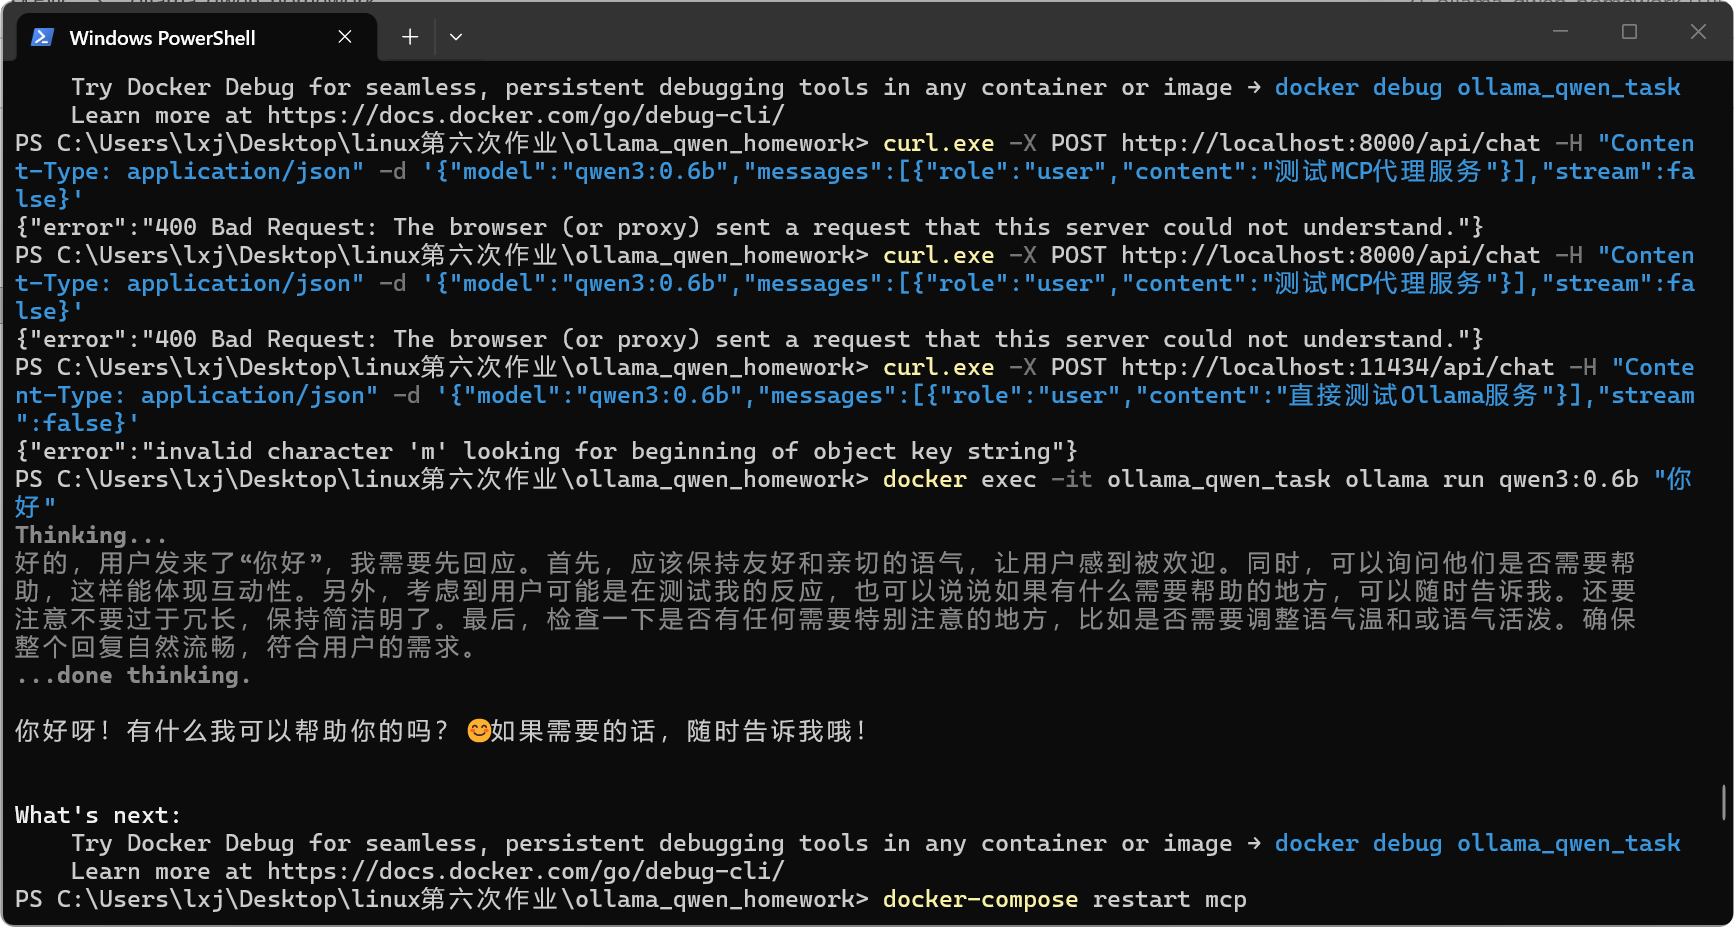 Windows PowerShell
Try Docker Debug for seamless, persistent debugging tools in any container or image → docker debug ollama_qwen_task
Learn more at https://docs.docker.com/go/debug-cli/
PS C:\Users\lxj\Desktop\linux第六次作业\ollama_qwen_homework> curl.exe -X POST http://localhost:8000/api/chat -H "Conten
t-Type: application/json" -d '{"model":"qwen3:0.6b","messages":[{"role":"user","content":"测试MCP代理服务"}],"stream":fa
lse}'
{"error":"400 Bad Request: The browser (or proxy) sent a request that this server could not understand."}
PS C:\Users\lxj\Desktop\linux第六次作业\ollama_qwen_homework> curl.exe -X POST http://localhost:8000/api/chat -H "Conten
t-Type: application/json" -d '{"model":"qwen3:0.6b","messages":[{"role":"user","content":"测试MCP代理服务"}],"stream":fa
lse}'
{"error":"400 Bad Request: The browser (or proxy) sent a request that this server could not understand."}
PS C:\Users\lxj\Desktop\linux第六次作业\ollama_qwen_homework> curl.exe -X POST http://localhost:11434/api/chat -H "Conte
nt-Type: application/json" -d '{"model":"qwen3:0.6b","messages":[{"role":"user","content":"直接测试Ollama服务"}],"stream
":false}'
{"error":"invalid character 'm' looking for beginning of object key string"}
PS C:\Users\lxj\Desktop\linux第六次作业\ollama_qwen_homework> docker exec -it ollama_qwen_task ollama run qwen3:0.6b "你
好"
Thinking...
好的，用户发来了“你好”，我需要先回应。首先，应该保持友好和亲切的语气，让用户感到被欢迎。同时，可以询问他们是否需要帮
助，这样能体现互动性。另外，考虑到用户可能是在测试我的反应，也可以说说如果有什么需要帮助的地方，可以随时告诉我。还要
注意不要过于冗长，保持简洁明了。最后，检查一下是否有任何需要特别注意的地方，比如是否需要调整语气温和或语气活泼。确保
整个回复自然流畅，符合用户的需求。
...done thinking.
你好呀！有什么我可以帮助你的吗？😊如果需要的话，随时告诉我哦！
What's next:
Try Docker Debug for seamless, persistent debugging tools in any container or image → docker debug ollama_qwen_task
Learn more at https://docs.docker.com/go/debug-cli/
PS C:\Users\lxj\Desktop\linux第六次作业\ollama_qwen_homework> docker-compose restart mcp